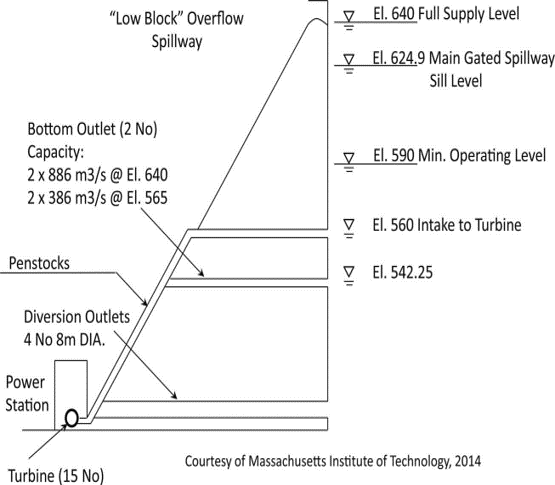 “Low Block” Overflow
Spillway
El. 640 Full Supply Level
El. 624.9 Main Gated Spillway
Sill Level
Bottom Outlet (2 No)
Capacity:
2 x 886 m3/s @ El. 640
2 x 386 m3/s @ El. 565
El. 590 Min. Operating Level
El. 560 Intake to Turbine
Penstocks
El. 542.25
Diversion Outlets
4 No 8m DIA.
Power
Station
Turbine (15 No)
Courtesy of Massachusetts Institute of Technology, 2014